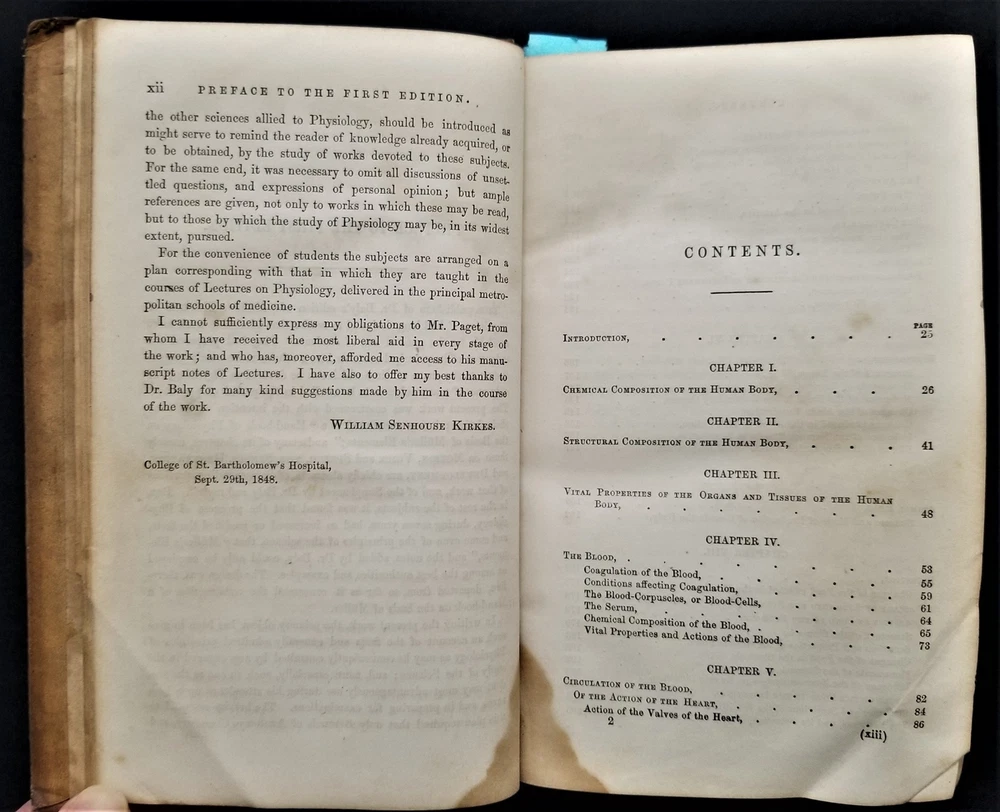 xii PREFACE TO THE FIRST EDITION.
the other sciences allied to Physiology, should be introduced as
might serve to remind the reader of knowledge already acquired, or
to be obtained, by the study of works devoted to these subjects.
For the same end, it was necessary to omit all discussions of unset-
tled questions, and expressions of personal opinion; but ample
references are given, not only to works in which these may be read,
but to those by which the study of Physiology may be, in its widest
extent, pursued.
For the convenience of students the subjects are arranged on a
plan corresponding with that in which they are taught in the
courses of Lectures on Physiology, delivered in the principal metro-
politan schools of medicine.
I cannot sufficiently express my obligations to Mr. Paget, from
whom I have received the most liberal aid in every stage of
the work; and who has, moreover, afforded me access to his manu-
script notes of Lectures. I have also to offer my best thanks to
Dr. Baly for many kind suggestions made by him in the course
of the work.
WILLIAM SENHOUSE KIRKES.
College of St. Bartholomew's Hospital,
Sept. 29th, 1848.
CONTENTS.
PAGE
INTRODUCTION, . . . . . . . 25
CHAPTER I.
CHEMICAL COMPOSITION OF THE HUMAN BODY, . . . 26
CHAPTER II.
STRUCTURAL COMPOSITION OF THE HUMAN BODY, . . . 41
CHAPTER III.
VITAL PROPERTIES OF THE ORGANS AND TISSUES OF THE HUMAN
BODY, . . . . . . . 48
CHAPTER IV.
THE BLOOD, . . . . . . . . 53
Coagulation of the Blood, . . . . . . 55
Conditions affecting Coagulation, . . . . . 59
The Blood-Corpuscles, or Blood-Cells, . . . . 61
The Serum, . . . . . . . 64
Chemical Composition of the Blood, . . . . 65
Vital Properties and Actions of the Blood, . . . 73
CHAPTER V.
CIRCULATION OF THE BLOOD, . . . . . . 82
OF THE ACTION OF THE HEART, . . . . . 84
Action of the Valves of the Heart, . . . . 86
2 (xiii)